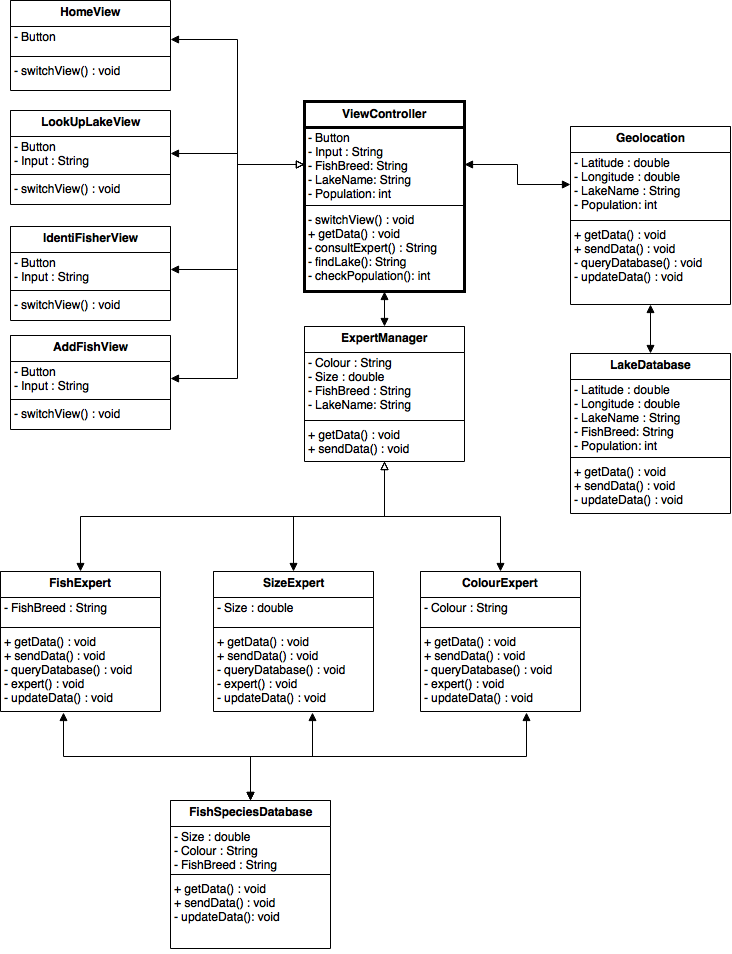 HomeView
- Button
- switchView() : void
LookUpLakeView
- Button
- Input : String
- switchView() : void
IdentiFisherView
- Button
- Input : String
- switchView() : void
AddFishView
- Button
- Input : String
- switchView() : void
ViewController
- Button
- Input : String
- FishBreed: String
- LakeName: String
- Population: int
- switchView() : void
+ getData() : void
- consultExpert() : String
- findLake(): String
- checkPopulation(): int
Geolocation
- Latitude : double
- Longitude : double
- LakeName : String
- Population: int
+ getData() : void
+ sendData() : void
- queryDatabase() : void
- updateData() : void
ExpertManager
- Colour : String
- Size : double
- FishBreed : String
- LakeName: String
+ getData() : void
+ sendData() : void
LakeDatabase
- Latitude : double
- Longitude : double
- LakeName : String
- FishBreed: String
- Population: int
+ getData() : void
+ sendData() : void
- updateData() : void
FishExpert
- FishBreed : String
+ getData() : void
+ sendData() : void
- queryDatabase() : void
- expert() : void
- updateData() : void
SizeExpert
- Size : double
+ getData() : void
+ sendData() : void
- queryDatabase() : void
- expert() : void
- updateData() : void
ColourExpert
- Colour : String
+ getData() : void
+ sendData() : void
- queryDatabase() : void
- expert() : void
- updateData() : void
FishSpeciesDatabase
- Size : double
- Colour : String
- FishBreed : String
+ getData() : void
+ sendData() : void
- updateData(): void